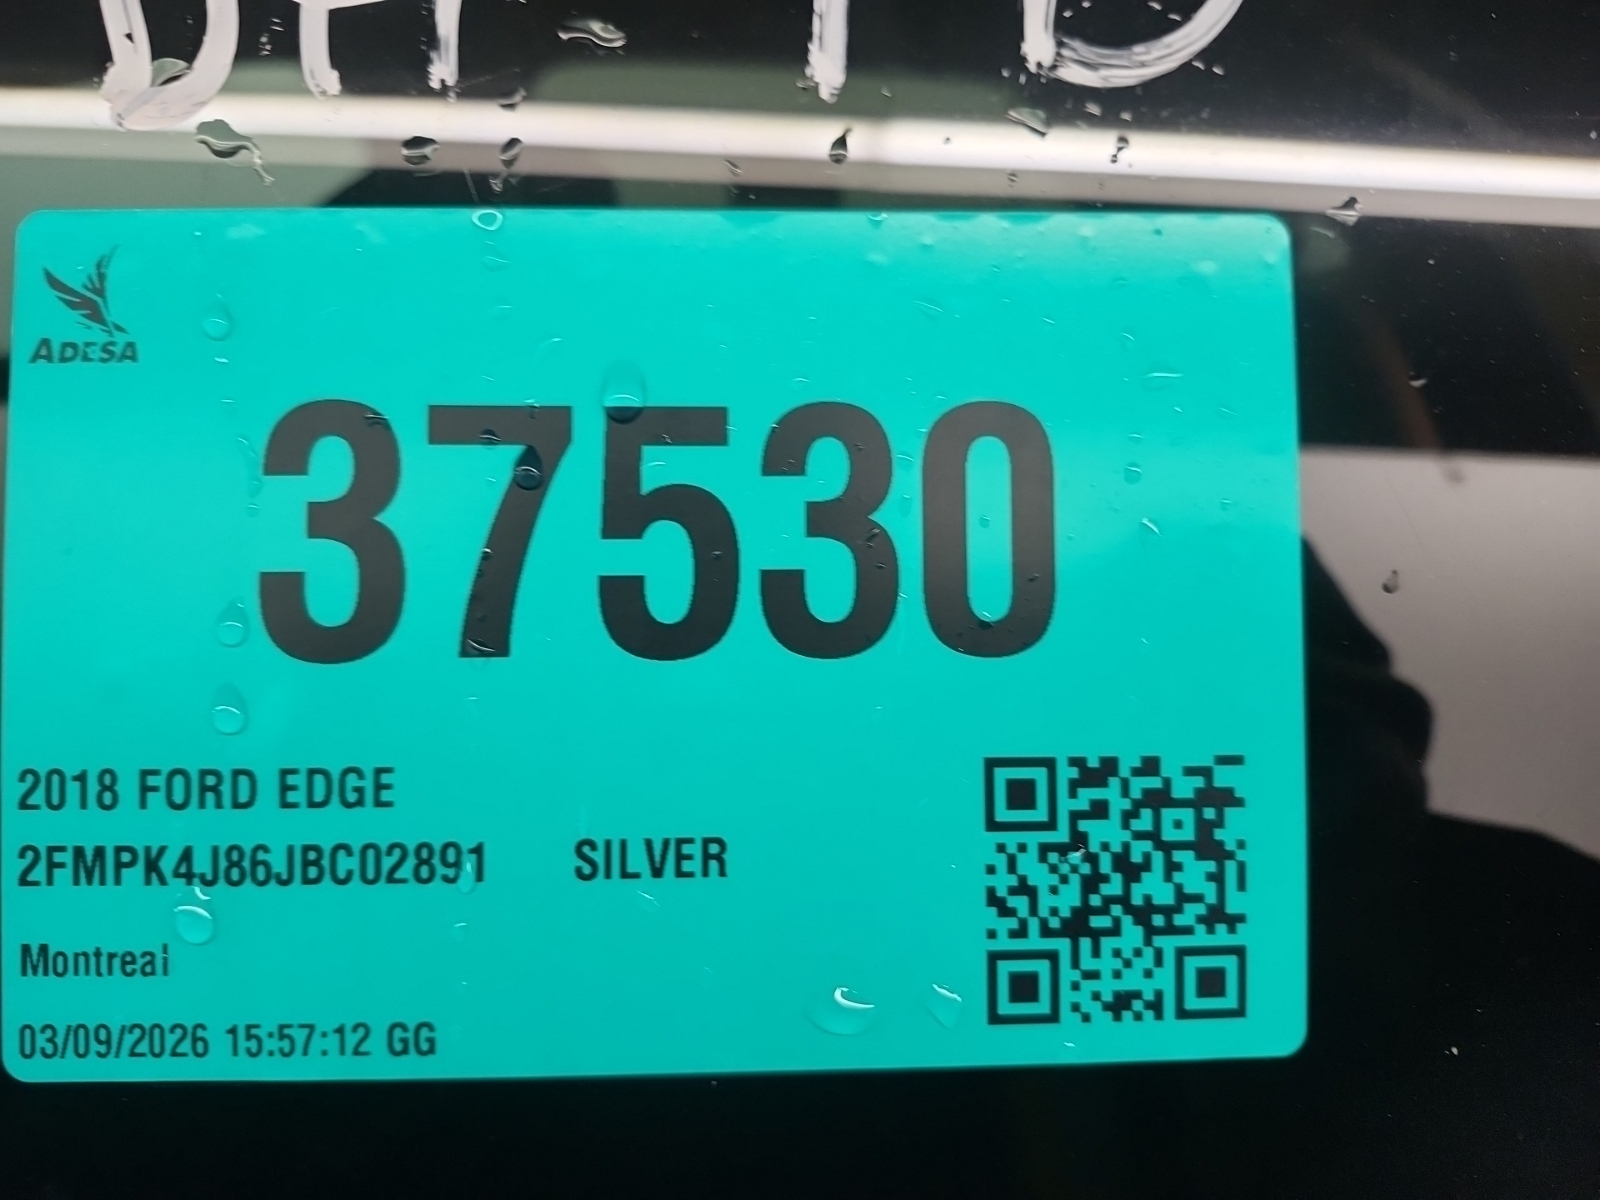 ADESA
37530
2018 FORD EDGE
2FMPK4J86JBC02891 SILVER
Montreal
03/09/2026 15:57:12 GG